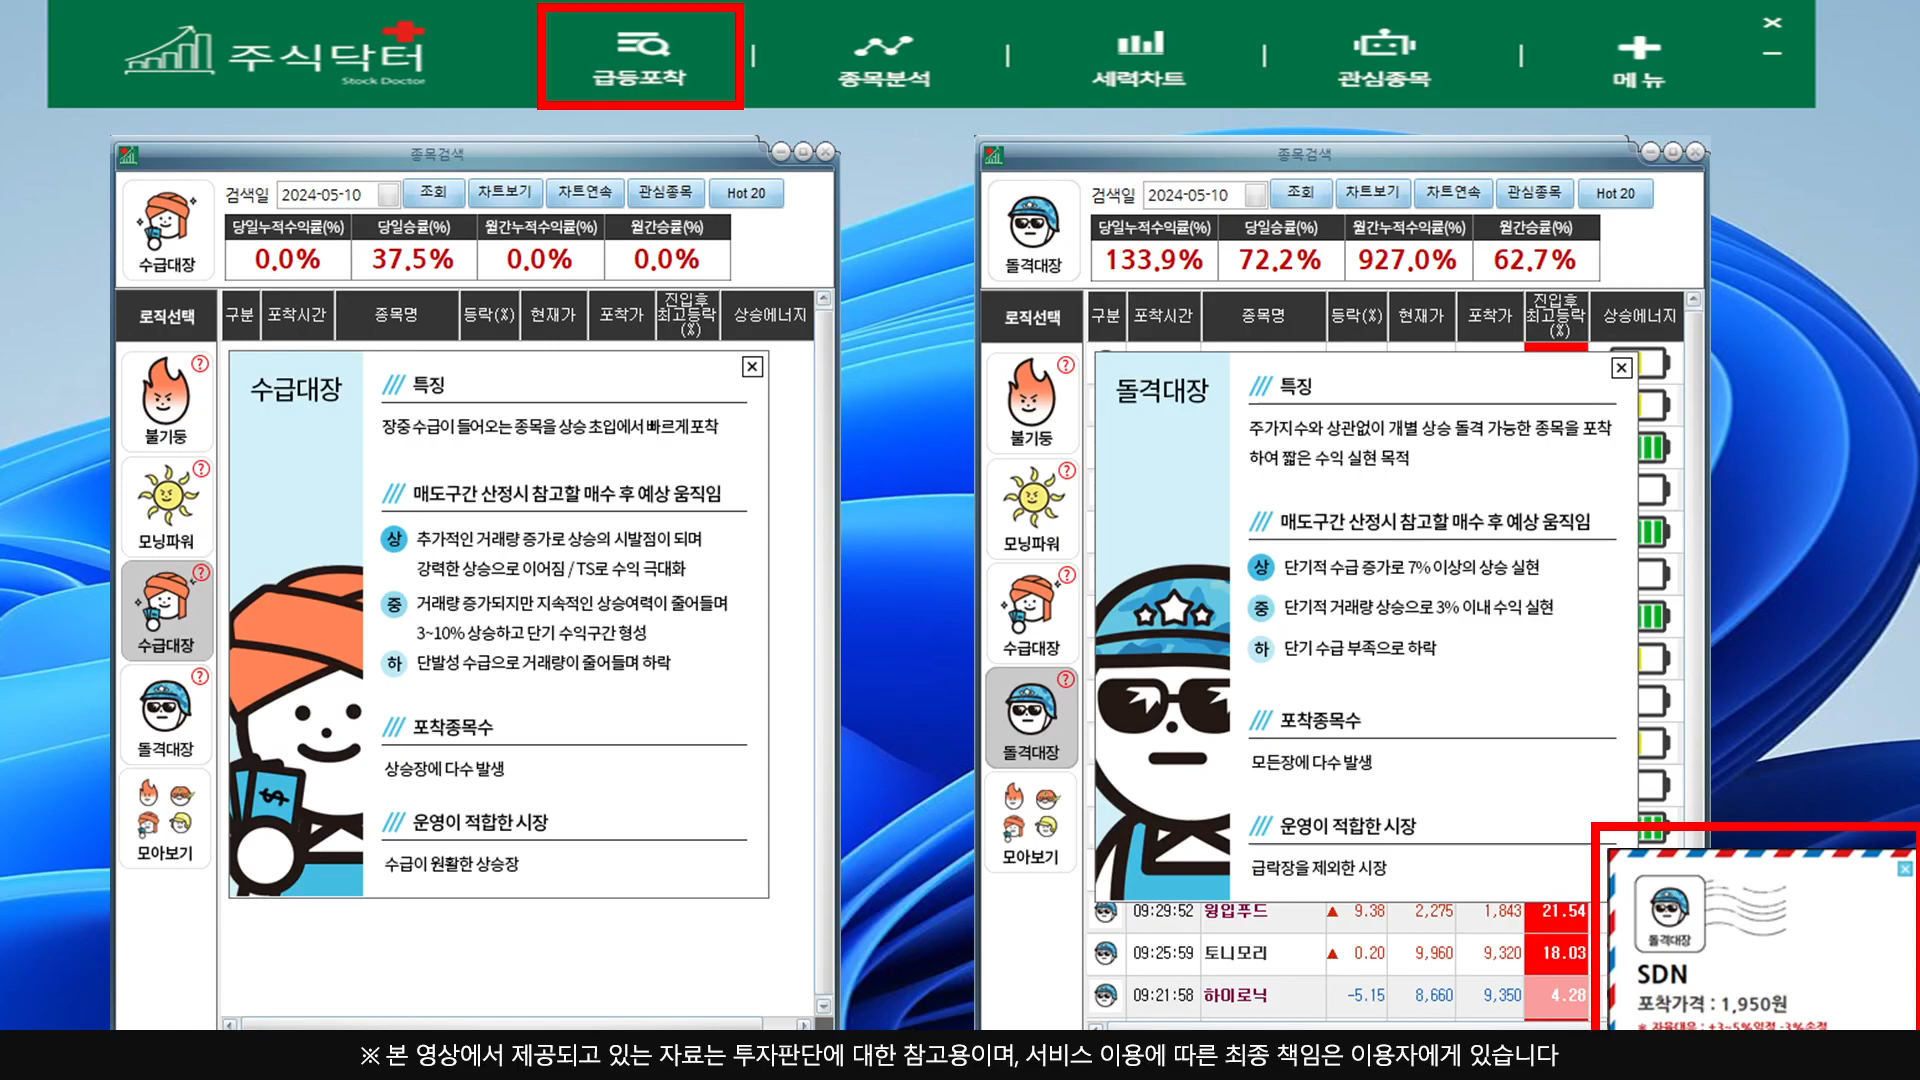 주식닥터
Stock Doctor
급등포착
종목분석
세력차트
관심종목
메뉴
종목검색
수급대장
검색일 2024-05-10 조회 차트보기 차트연속 관심종목 Hot 20
당일누적수익률(%) 당일승률(%) 월간누적수익률(%) 월간승률(%)
0.0% 37.5% 0.0% 0.0%
로직선택 구분 포착시간 종목명 등락(%) 현재가 포착가 진입후 최고등락 (%) 상승에너지
불기둥
모닝파워
수급대장
돌격대장
모아보기
수급대장
/// 특징
장중 수급이 들어오는 종목을 상승 초입에서 빠르게 포착
/// 매도구간 산정시 참고할 매수 후 예상 움직임
상 추가적인 거래량 증가로 상승의 시발점이 되며
강력한 상승으로 이어짐 / TS로 수익 극대화
중 거래량 증가되지만 지속적인 상승여력이 줄어들며
3~10% 상승하고 단기 수익구간 형성
하 단발성 수급으로 거래량이 줄어들며 하락
/// 포착종목수
상승장에 다수 발생
/// 운영이 적합한 시장
수급이 원활한 상승장
종목검색
돌격대장
검색일 2024-05-10 조회 차트보기 차트연속 관심종목 Hot 20
당일누적수익률(%) 당일승률(%) 월간누적수익률(%) 월간승률(%)
133.9% 72.2% 927.0% 62.7%
로직선택 구분 포착시간 종목명 등락(%) 현재가 포착가 진입후 최고등락 (%) 상승에너지
불기둥
모닝파워
수급대장
돌격대장
모아보기
돌격대장
/// 특징
주가지수와 상관없이 개별 상승 돌격 가능한 종목을 포착
하여 짧은 수익 실현 목적
/// 매도구간 산정시 참고할 매수 후 예상 움직임
상 단기적 수급 증가로 7% 이상의 상승 실현
중 단기적 거래량 상승으로 3% 이내 수익 실현
하 단기 수급 부족으로 하락
/// 포착종목수
모든장에 다수 발생
/// 운영이 적합한 시장
급락장을 제외한 시장
09:29:52 윙입푸드 ▲ 9.38 2,275 1,843 21.54
09:25:59 토니모리 ▲ 0.20 9,960 9,320 18.03
09:21:58 하이로닉 -5.15 8,660 9,350 4.28
돌격대장
SDN
포착가격 : 1,950원
※ 본 영상에서 제공되고 있는 자료는 투자판단에 대한 참고용이며, 서비스 이용에 따른 최종 책임은 이용자에게 있습니다